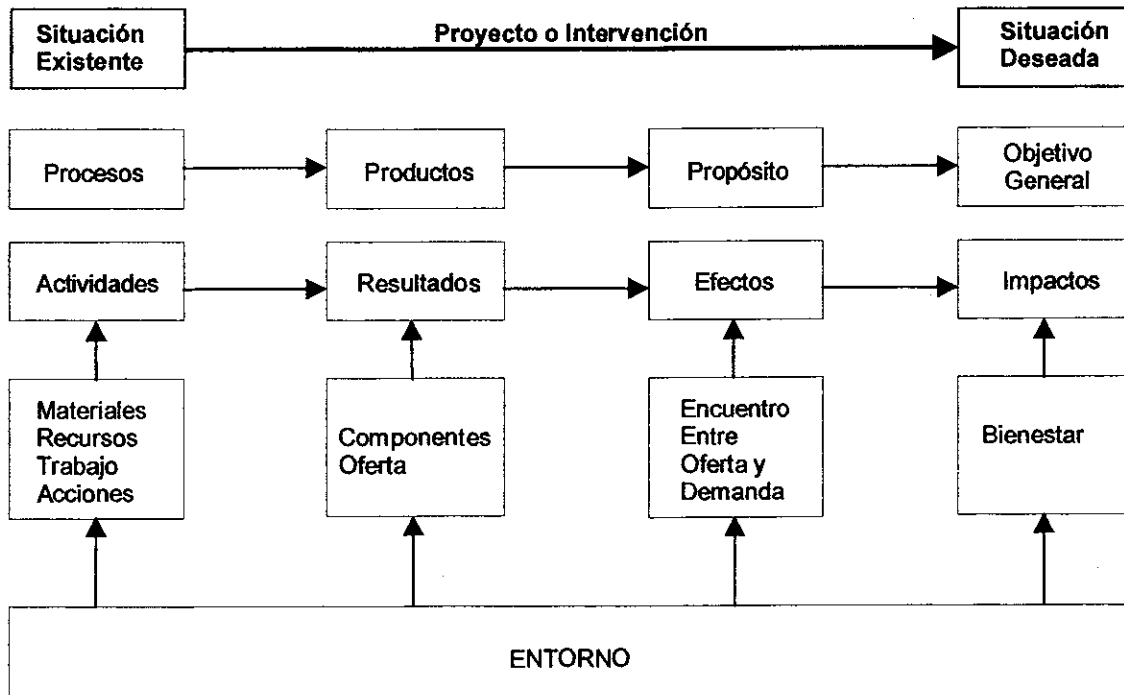 Situación
Existente
Proyecto o Intervención
Situación
Deseada
Procesos
Productos
Propósito
Objetivo
General
Actividades
Resultados
Efectos
Impactos
Materiales
Recursos
Trabajo
Acciones
Componentes
Oferta
Encuentro
Entre
Oferta y
Demanda
Bienestar
ENTORNO